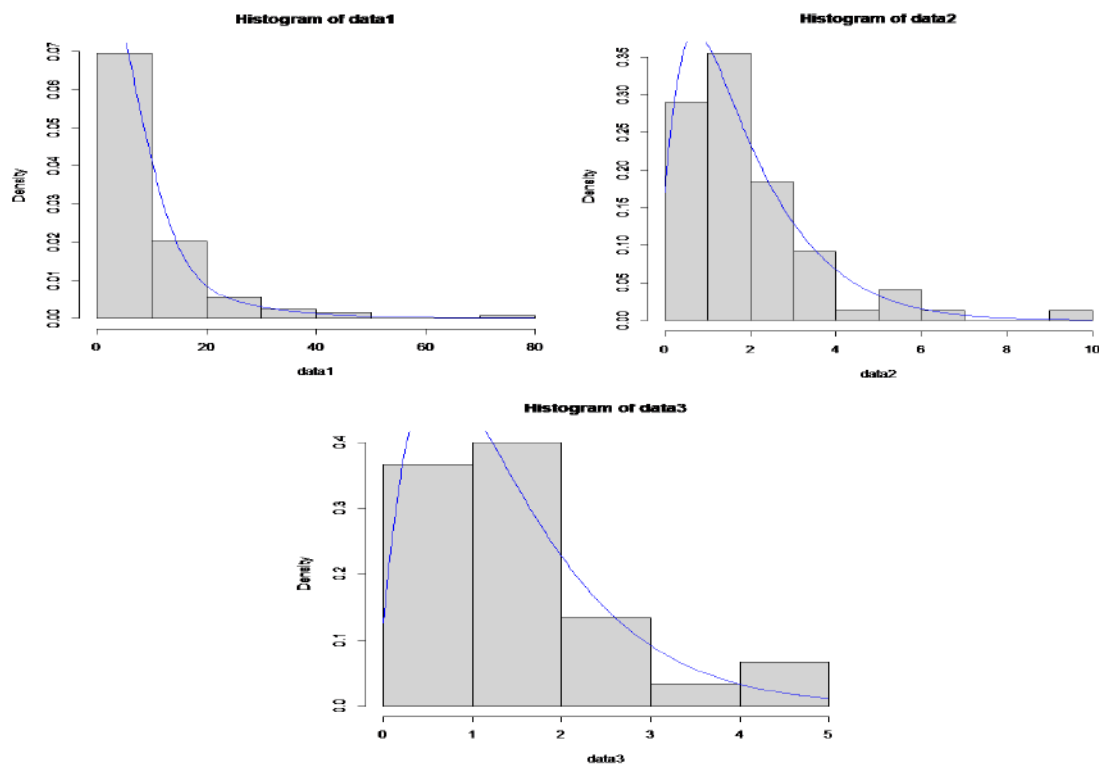 Histogram of data1
Density
0.00 0.01 0.02 0.03 0.04 0.05 0.06 0.07
0 20 40 60 80
data1
Histogram of data2
Density
0.00 0.05 0.10 0.15 0.20 0.25 0.30 0.35
0 2 4 6 8 10
data2
Histogram of data3
Density
0.0 0.1 0.2 0.3 0.4
0 1 2 3 4 5
data3